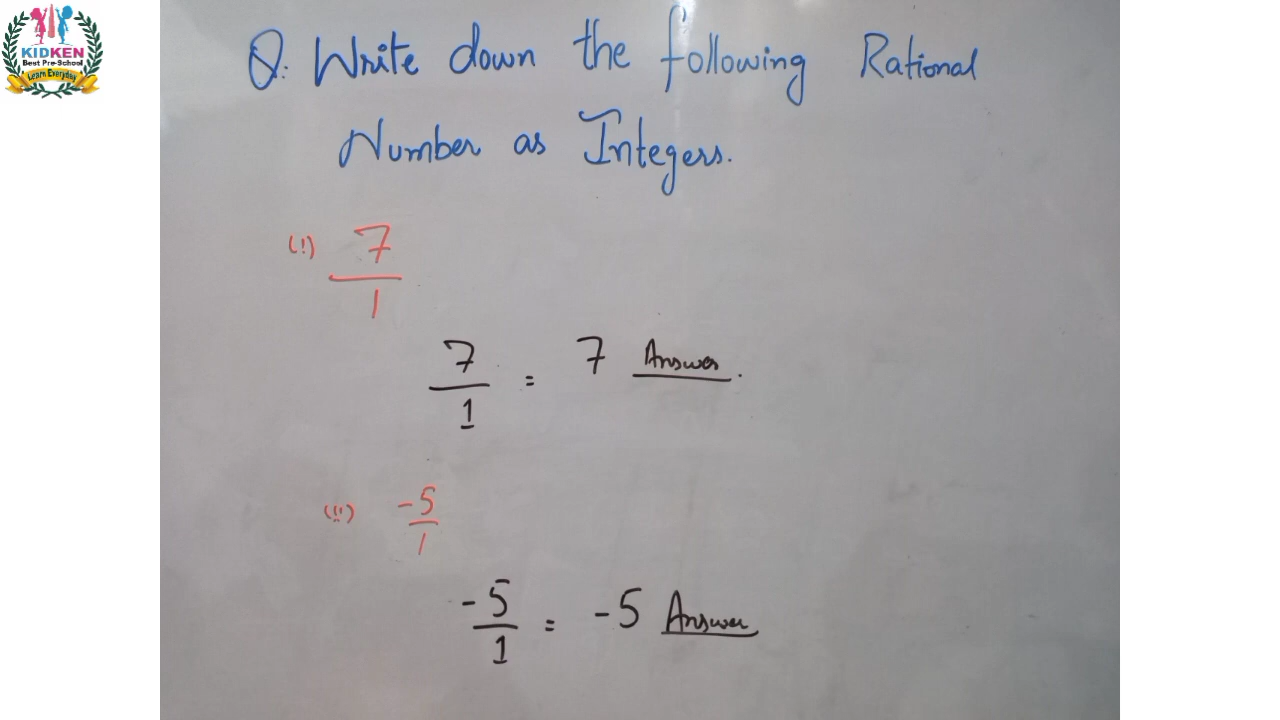 KIDKEN
Best Pre-School
Learn Everyday
Q. Write down the following Rational
Number as Integers.
(i) 7/1
7/1 = 7 Answer.
(ii) -5/1
-5/1 = -5 Answer